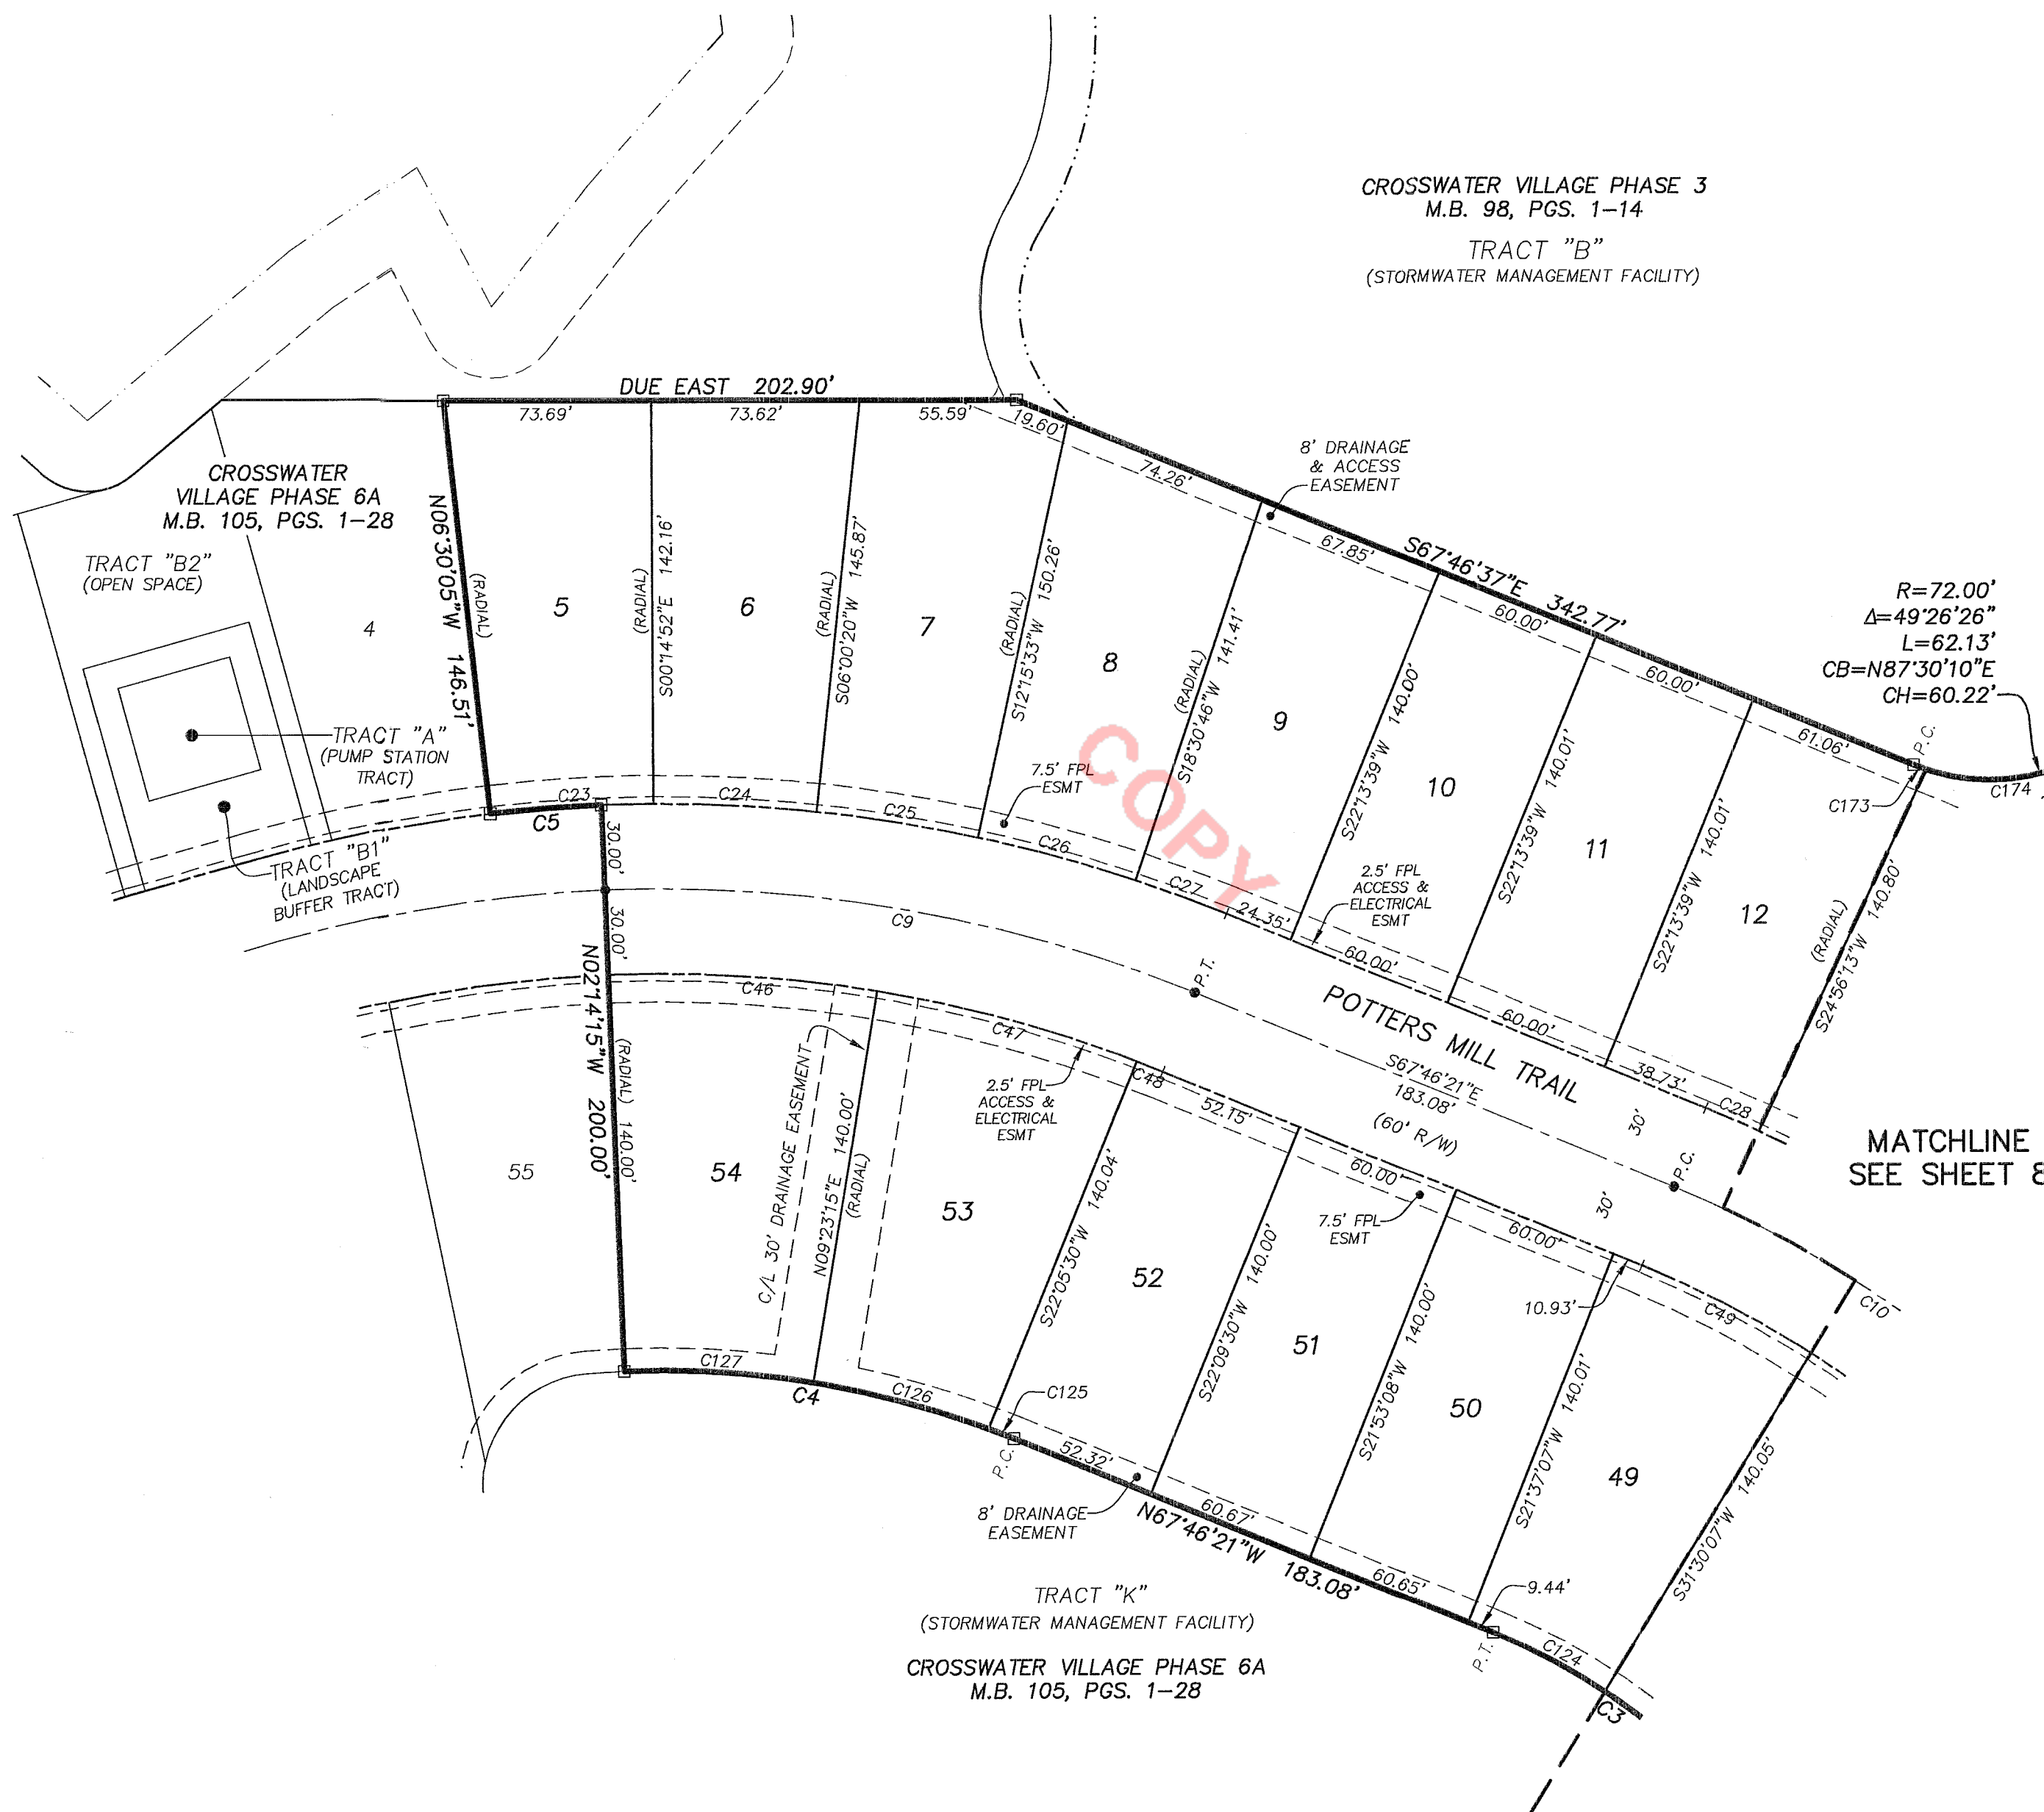 CROSSWATER VILLAGE PHASE 3
M.B. 98, PGS. 1-14
TRACT "B"
(STORMWATER MANAGEMENT FACILITY)
DUE EAST 202.90'
73.69'
73.62'
55.59'
19.60'
74.26'
8' DRAINAGE
& ACCESS
EASEMENT
67.85'
S67°46'37"E 342.77'
60.00'
60.00'
61.06'
P.C.
R=72.00'
Δ=49°26'26"
L=62.13'
CB=N87°30'10"E
CH=60.22'
C173
C174
CROSSWATER
VILLAGE PHASE 6A
M.B. 105, PGS. 1-28
TRACT "B2"
(OPEN SPACE)
4
N06°30'05"W 146.51'
(RADIAL)
5
(RADIAL)
S00°14'52"E 142.16'
6
(RADIAL)
S06°00'20"W 145.87'
7
(RADIAL)
S12°15'33"W 150.26'
8
(RADIAL)
S18°30'46"W 141.41'
9
S22°13'39"W 140.00'
10
S22°13'39"W 140.01'
11
S22°13'39"W 140.01'
12
(RADIAL)
S24°56'13"W 140.80'
TRACT "A"
(PUMP STATION
TRACT)
TRACT "B1"
(LANDSCAPE
BUFFER TRACT)
C23
C5
C24
C25
7.5' FPL
ESMT
C26
C27
24.35'
2.5' FPL
ACCESS &
ELECTRICAL
ESMT
60.00'
60.00'
38.73'
C28
COPY
30.00'
30.00'
C9
P.T.
POTTERS MILL TRAIL
S67°46'21"E
183.08'
(60' R/W)
30'
30'
P.C.
MATCHLINE
SEE SHEET 8
C10
N02°14'15"W 200.00'
(RADIAL) 140.00'
C46
C47
C48
52.15'
60.00'
60.00'
10.93'
C49
2.5' FPL
ACCESS &
ELECTRICAL
ESMT
7.5' FPL
ESMT
55
54
C/L 30' DRAINAGE EASEMENT
N09°23'15"E 140.00'
(RADIAL)
53
S22°05'30"W 140.04'
52
S22°09'30"W 140.00'
51
S21°53'08"W 140.00'
50
S21°37'07"W 140.01'
49
S31°30'07"W 140.05'
C127
C4
C126
C125
P.C.
52.32'
8' DRAINAGE
EASEMENT
60.67'
N67°46'21"W 183.08'
60.65'
9.44'
P.T.
C124
C3
TRACT "K"
(STORMWATER MANAGEMENT FACILITY)
CROSSWATER VILLAGE PHASE 6A
M.B. 105, PGS. 1-28